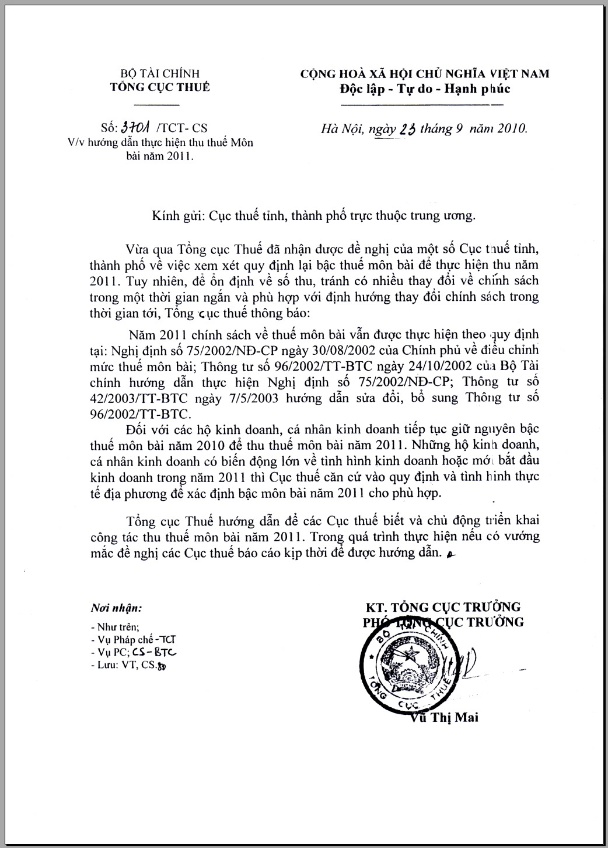 BỘ TÀI CHÍNH
TỔNG CỤC THUẾ
CỘNG HOÀ XÃ HỘI CHỦ NGHĨA VIỆT NAM
Độc lập - Tự do - Hạnh phúc
Số: 3701 /TCT- CS
V/v hướng dẫn thực hiện thu thuế Môn
bài năm 2011.
Hà Nội, ngày 23 tháng 9 năm 2010.
Kính gửi: Cục thuế tỉnh, thành phố trực thuộc trung ương.
Vừa qua Tổng cục Thuế đã nhận được đề nghị của một số Cục thuế tỉnh,
thành phố về việc xem xét quy định lại bậc thuế môn bài để thực hiện thu năm
2011. Tuy nhiên, để ổn định về số thu, tránh có nhiều thay đổi về chính sách
trong một thời gian ngắn và phù hợp với định hướng thay đổi chính sách trong
thời gian tới, Tổng cục thuế thông báo:
Năm 2011 chính sách về thuế môn bài vẫn được thực hiện theo quy định
tại: Nghị định số 75/2002/NĐ-CP ngày 30/08/2002 của Chính phủ về điều chỉnh
mức thuế môn bài; Thông tư số 96/2002/TT-BTC ngày 24/10/2002 của Bộ Tài
chính hướng dẫn thực hiện Nghị định số 75/2002/NĐ-CP; Thông tư số
42/2003/TT-BTC ngày 7/5/2003 hướng dẫn sửa đổi, bổ sung Thông tư số
96/2002/TT-BTC.
Đối với các hộ kinh doanh, cá nhân kinh doanh tiếp tục giữ nguyên bậc
thuế môn bài năm 2010 để thu thuế môn bài năm 2011. Những hộ kinh doanh,
cá nhân kinh doanh có biến động lớn về tình hình kinh doanh hoặc mới bắt đầu
kinh doanh trong năm 2011 thì Cục thuế căn cứ vào quy định và tình hình thực
tế địa phương để xác định bậc môn bài năm 2011 cho phù hợp.
Tổng cục Thuế hướng dẫn để các Cục thuế biết và chủ động triển khai
công tác thu thuế môn bài năm 2011. Trong quá trình thực hiện nếu có vướng
mắc đề nghị các Cục thuế báo cáo kịp thời để được hướng dẫn.
Nơi nhận:
- Như trên;
- Vụ Pháp chế -TCT
- Vụ PC; CS-BTC
- Lưu: VT, CS.
KT. TỔNG CỤC TRƯỞNG
PHÓ TỔNG CỤC TRƯỞNG
BỘ TÀI CHÍNH
TỔNG CỤC THUẾ
Vũ Thị Mai